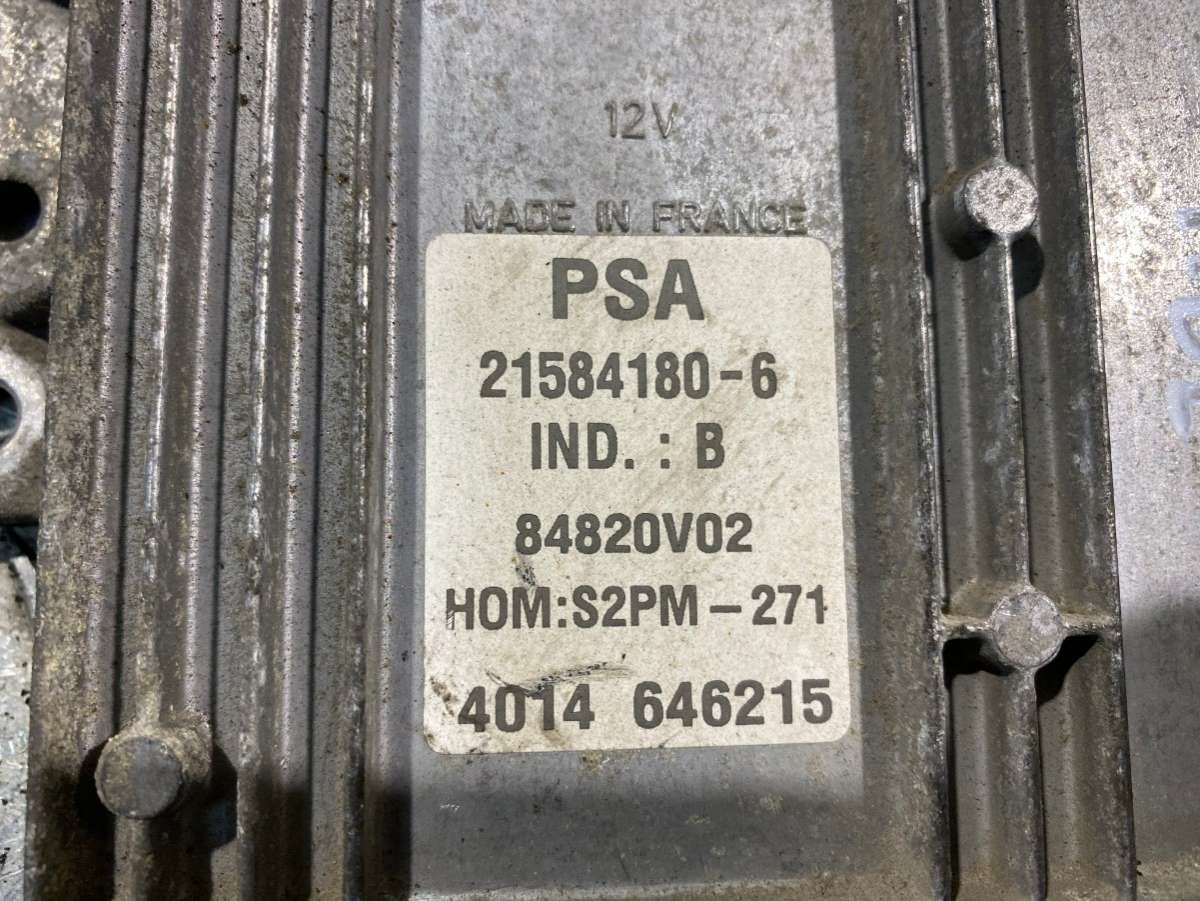 12V
MADE IN FRANCE
PSA
21584180-6
IND. : B
84820V02
HOM:S2PM-271
4014 646215